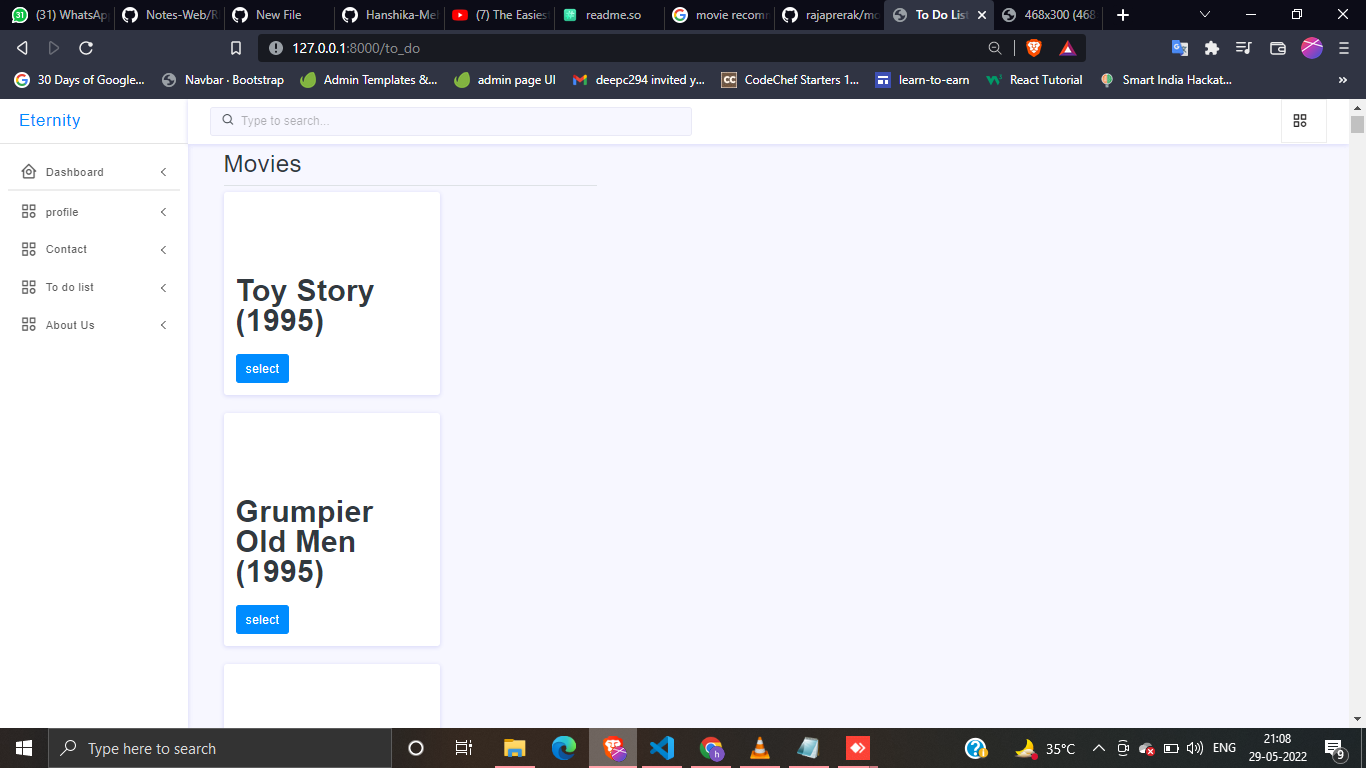 (31) WhatsApp
Notes-Web/R
New File
Hanshika-Me
(7) The Easiest
readme.so
movie recomm
rajaprerak/mo
To Do Lis
468x300 (468
127.0.0.1:8000/to_do
30 Days of Google...
Navbar · Bootstrap
Admin Templates &...
admin page UI
deepc294 invited y...
CodeChef Starters 1...
learn-to-earn
React Tutorial
Smart India Hackat...
»
Eternity
Type to search...
Dashboard
profile
Contact
To do list
About Us
Movies
Toy Story
(1995)
select
Grumpier
Old Men
(1995)
select
Type here to search
35°C
ENG
21:08
29-05-2022
9